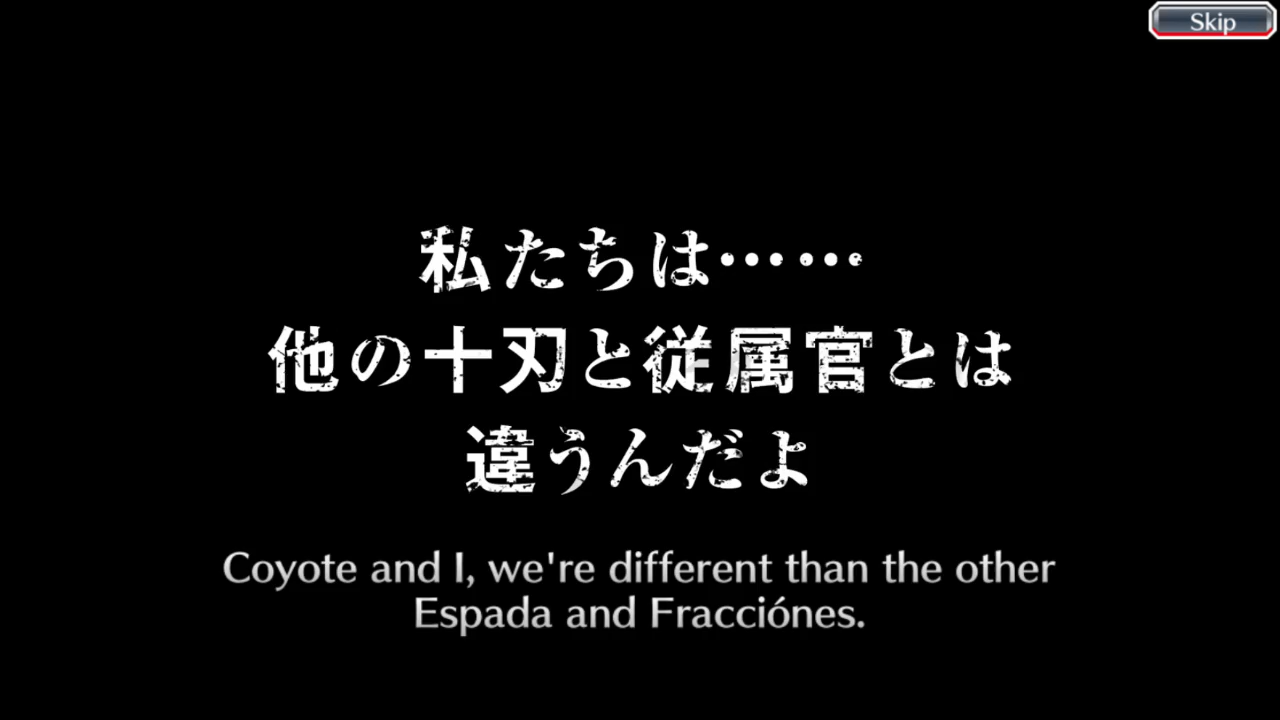 Skip
私たちは……
他の十刃と従属官とは
違うんだよ
Coyote and I, we're different than the other
Espada and Fracciónes.